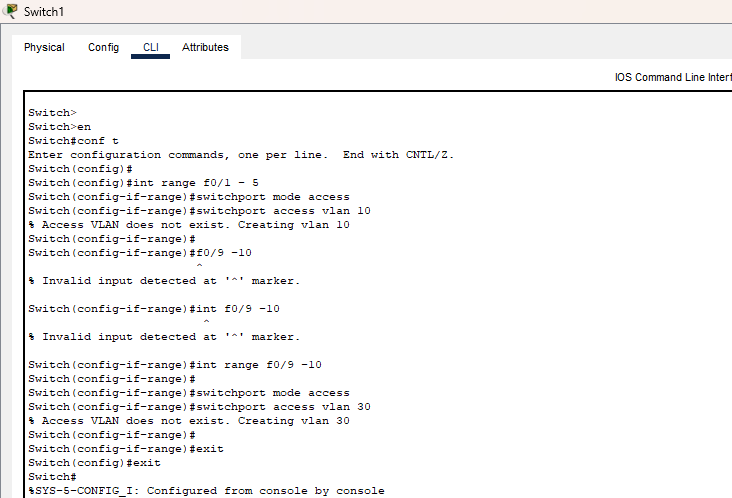 Switch1
Physical Config CLI Attributes
IOS Command Line Interf
Switch>
Switch>en
Switch#conf t
Enter configuration commands, one per line.  End with CNTL/Z.
Switch(config)#
Switch(config)#int range f0/1 - 5
Switch(config-if-range)#switchport mode access
Switch(config-if-range)#switchport access vlan 10
% Access VLAN does not exist. Creating vlan 10
Switch(config-if-range)#
Switch(config-if-range)#f0/9 -10
^
% Invalid input detected at '^' marker.
Switch(config-if-range)#int f0/9 -10
^
% Invalid input detected at '^' marker.
Switch(config-if-range)#int range f0/9 -10
Switch(config-if-range)#
Switch(config-if-range)#switchport mode access
Switch(config-if-range)#switchport access vlan 30
% Access VLAN does not exist. Creating vlan 30
Switch(config-if-range)#
Switch(config-if-range)#exit
Switch(config)#exit
Switch#
%SYS-5-CONFIG_I: Configured from console by console